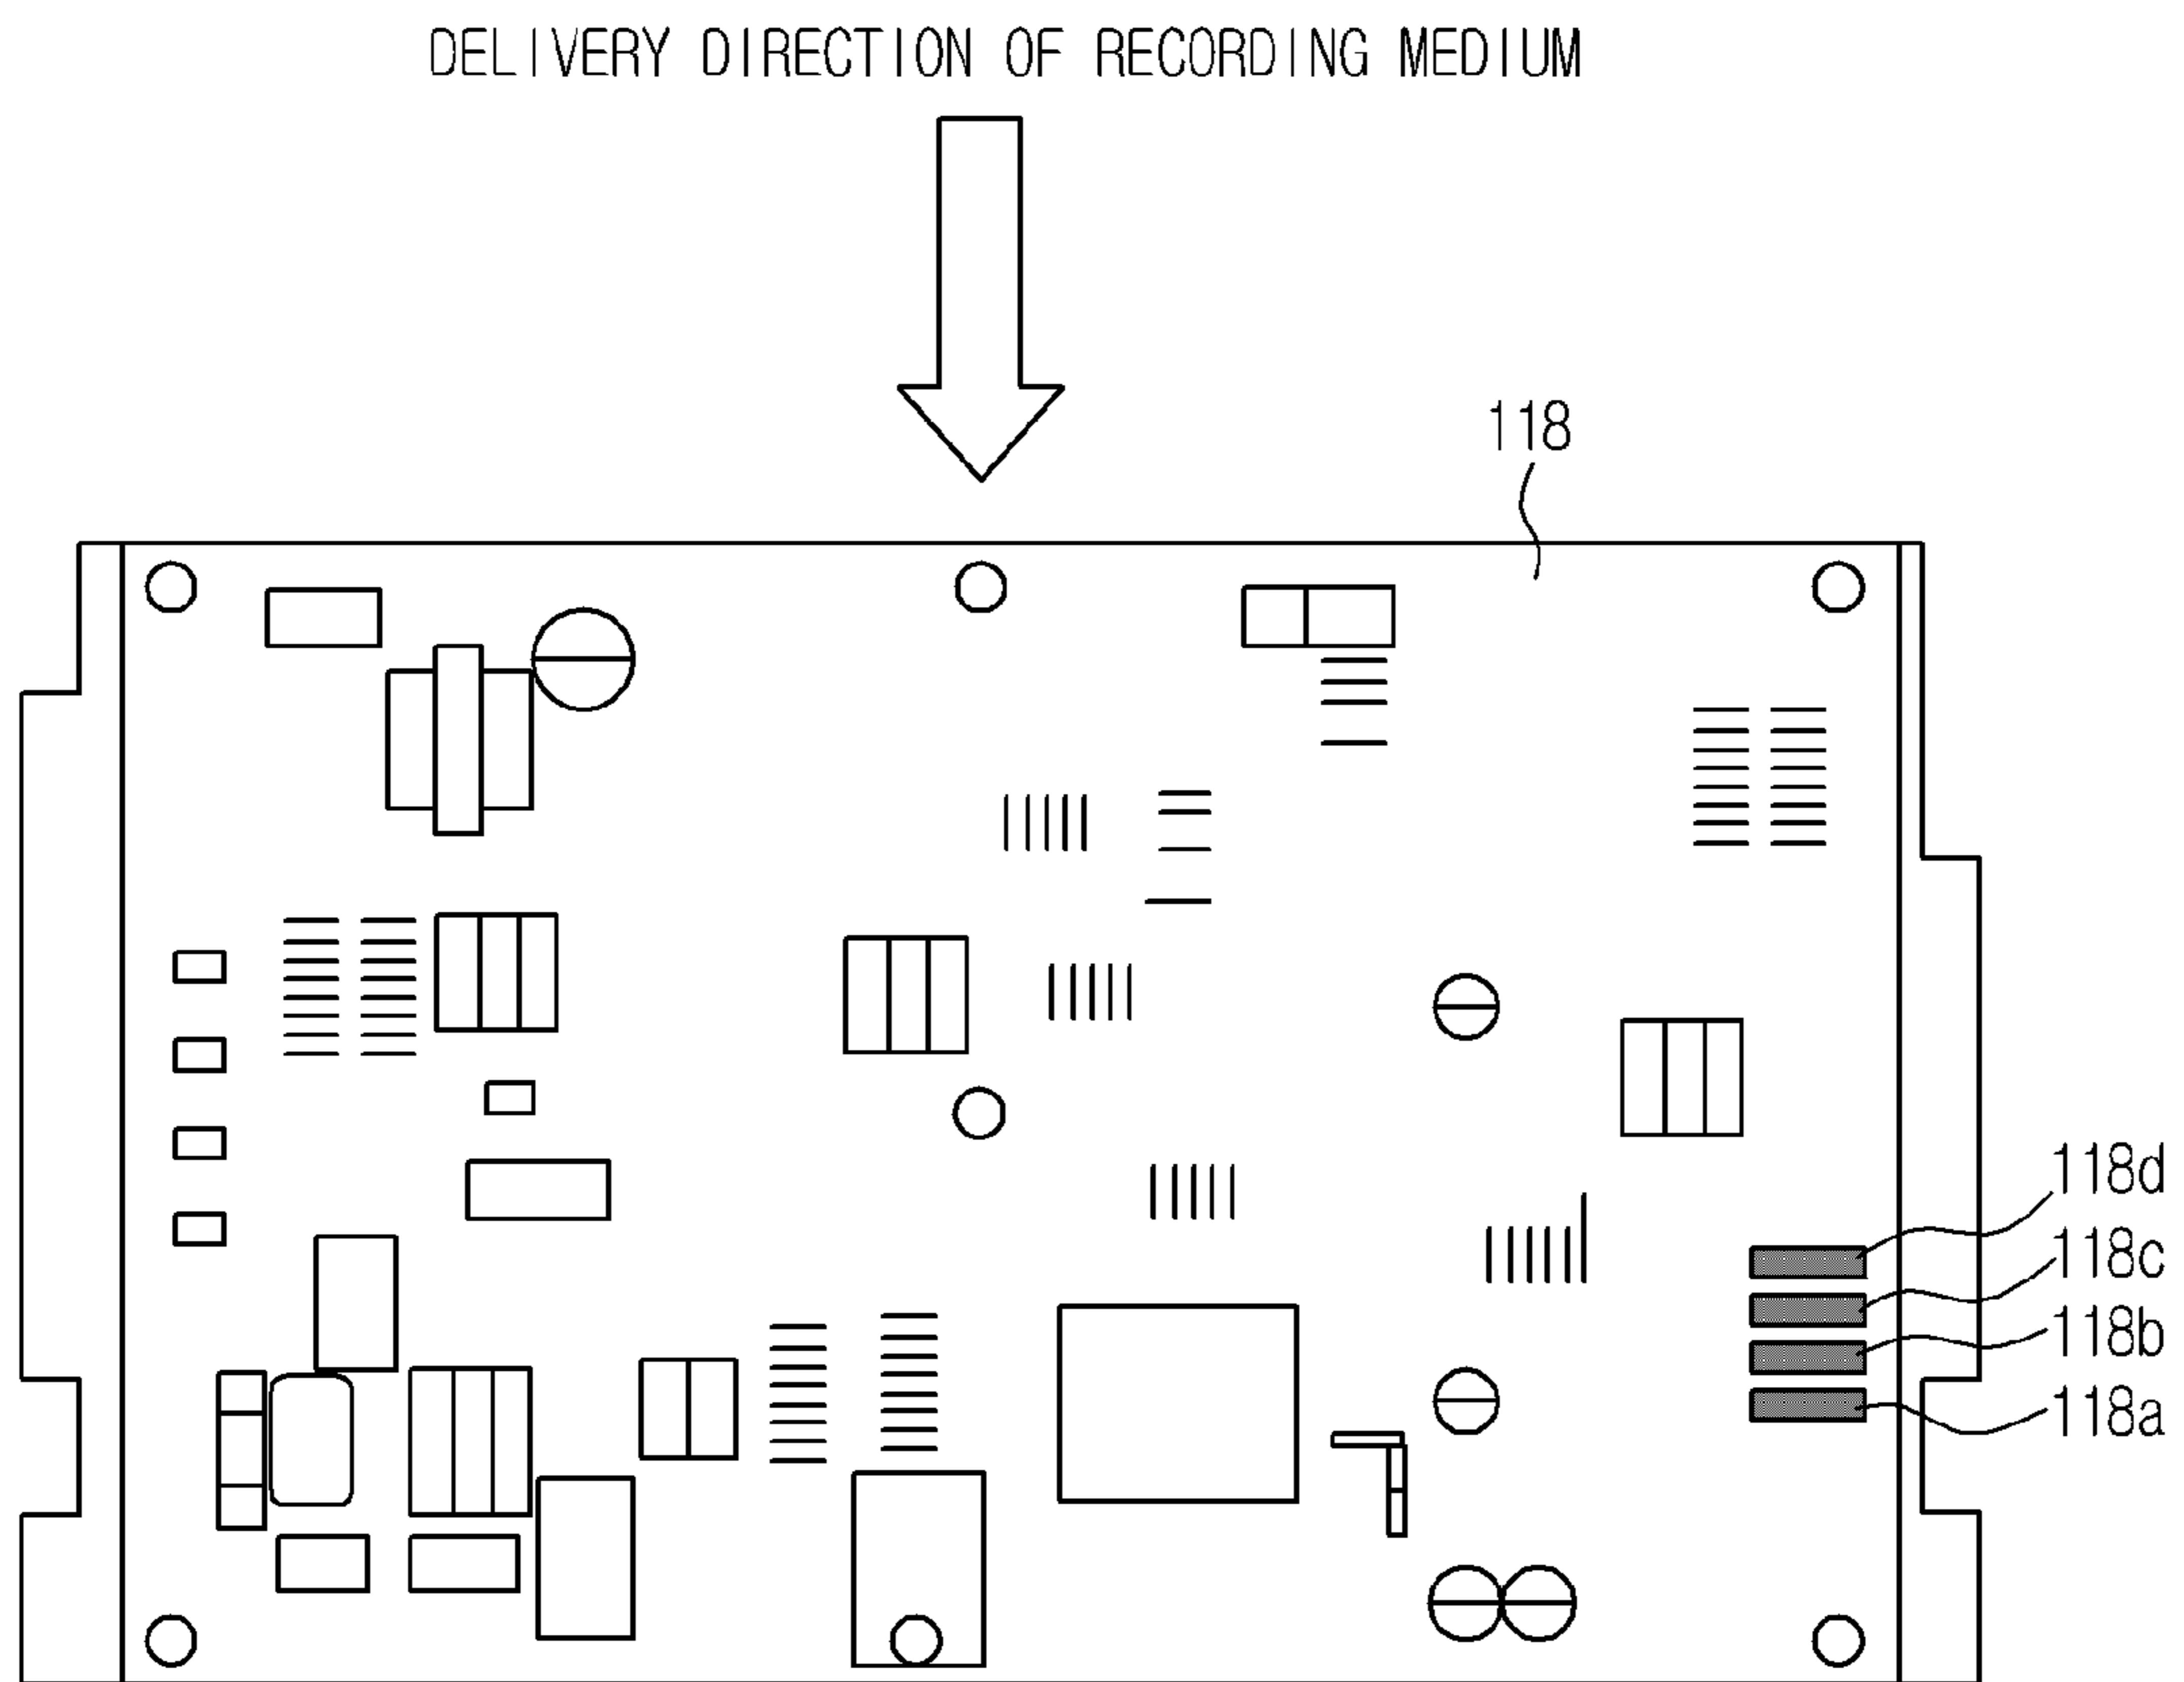 DELIVERY DIRECTION OF RECORDING MEDIUM
118
118d
118c
118b
118a